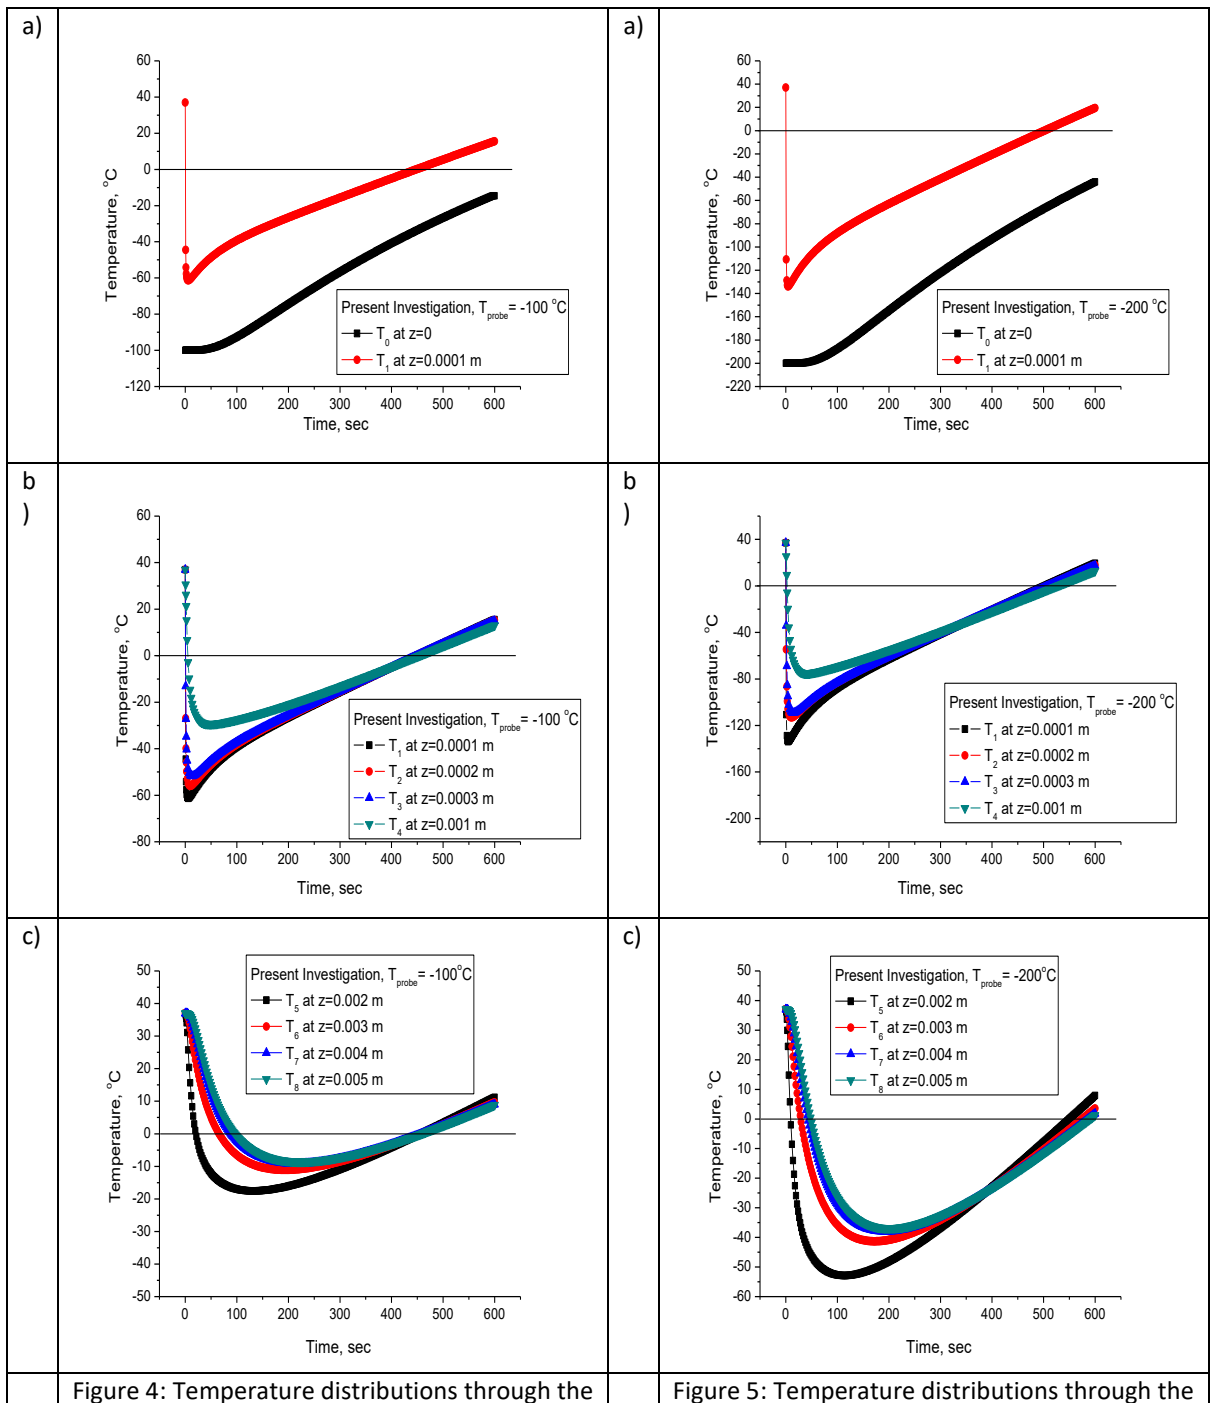 a)
60
40
20
0
-20
-40
-60
-80
-100
-120
Temperature, °C
Present Investigation, Tprobe= -100 °C
T0 at z=0
T1 at z=0.0001 m
0 100 200 300 400 500 600
Time, sec
a)
60
40
20
0
-20
-40
-60
-80
-100
-120
-140
-160
-180
-200
-220
Temperature, °C
Present Investigation, Tprobe= -200 °C
T0 at z=0
T1 at z=0.0001 m
0 100 200 300 400 500 600
Time, sec
b
)
60
40
20
0
-20
-40
-60
-80
Temperature, °C
Present Investigation, Tprobe= -100 °C
T1 at z=0.0001 m
T2 at z=0.0002 m
T3 at z=0.0003 m
T4 at z=0.001 m
0 100 200 300 400 500 600
Time, sec
b
)
40
0
-40
-80
-120
-160
-200
Temperature, °C
Present Investigation, Tprobe= -200 °C
T1 at z=0.0001 m
T2 at z=0.0002 m
T3 at z=0.0003 m
T4 at z=0.001 m
0 100 200 300 400 500 600
Time, sec
c)
50
40
30
20
10
0
-10
-20
-30
-40
-50
Temperature, °C
Present Investigation, Tprobe= -100°C
T5 at z=0.002 m
T6 at z=0.003 m
T7 at z=0.004 m
T8 at z=0.005 m
0 100 200 300 400 500 600
Time, sec
c)
50
40
30
20
10
0
-10
-20
-30
-40
-50
-60
Temperature, °C
Present Investigation, Tprobe= -200°C
T5 at z=0.002 m
T6 at z=0.003 m
T7 at z=0.004 m
T8 at z=0.005 m
0 100 200 300 400 500 600
Time, sec
Figure 4: Temperature distributions through the
Figure 5: Temperature distributions through the